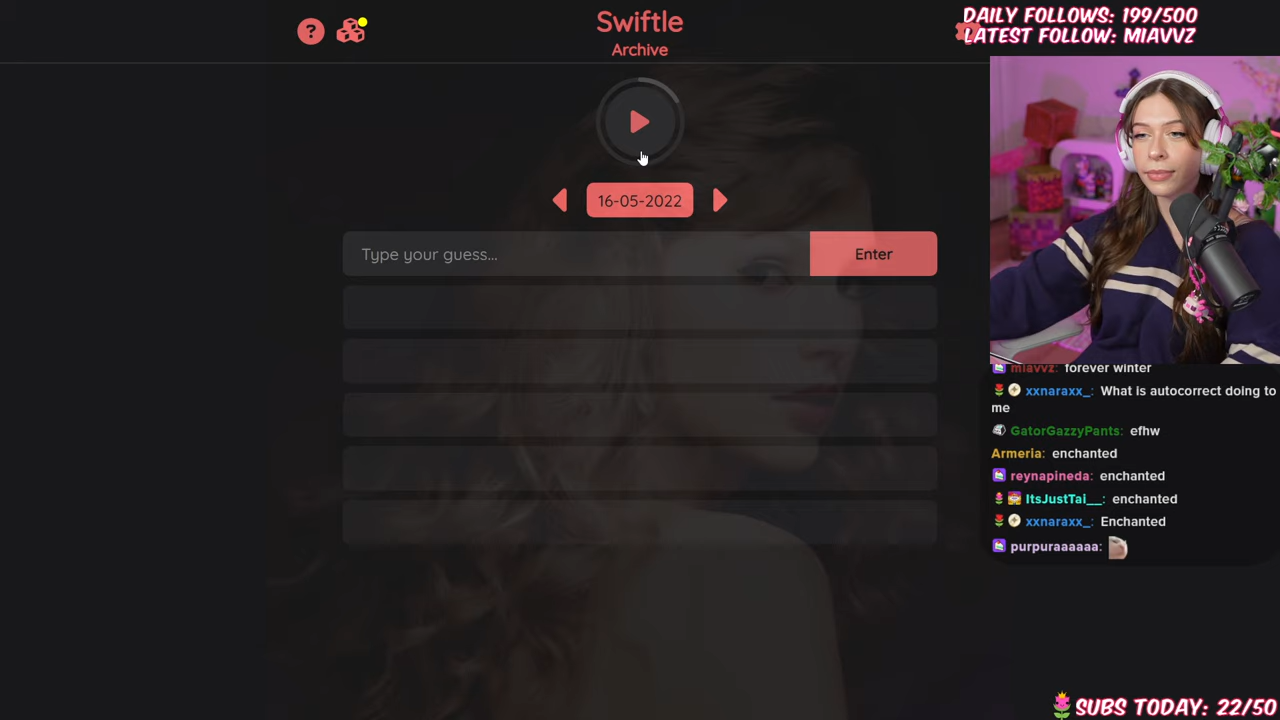 ?
Swiftle
Archive
DAILY FOLLOWS: 199/500
LATEST FOLLOW: MIAVVZ
16-05-2022
Type your guess...
Enter
miavvz: forever winter
xxnaraxx_: What is autocorrect doing to
me
GatorGazzyPants: efhw
Armeria: enchanted
reynapineda: enchanted
ItsJustTai__: enchanted
xxnaraxx_: Enchanted
purpuraaaaaa:
SUBS TODAY: 22/50